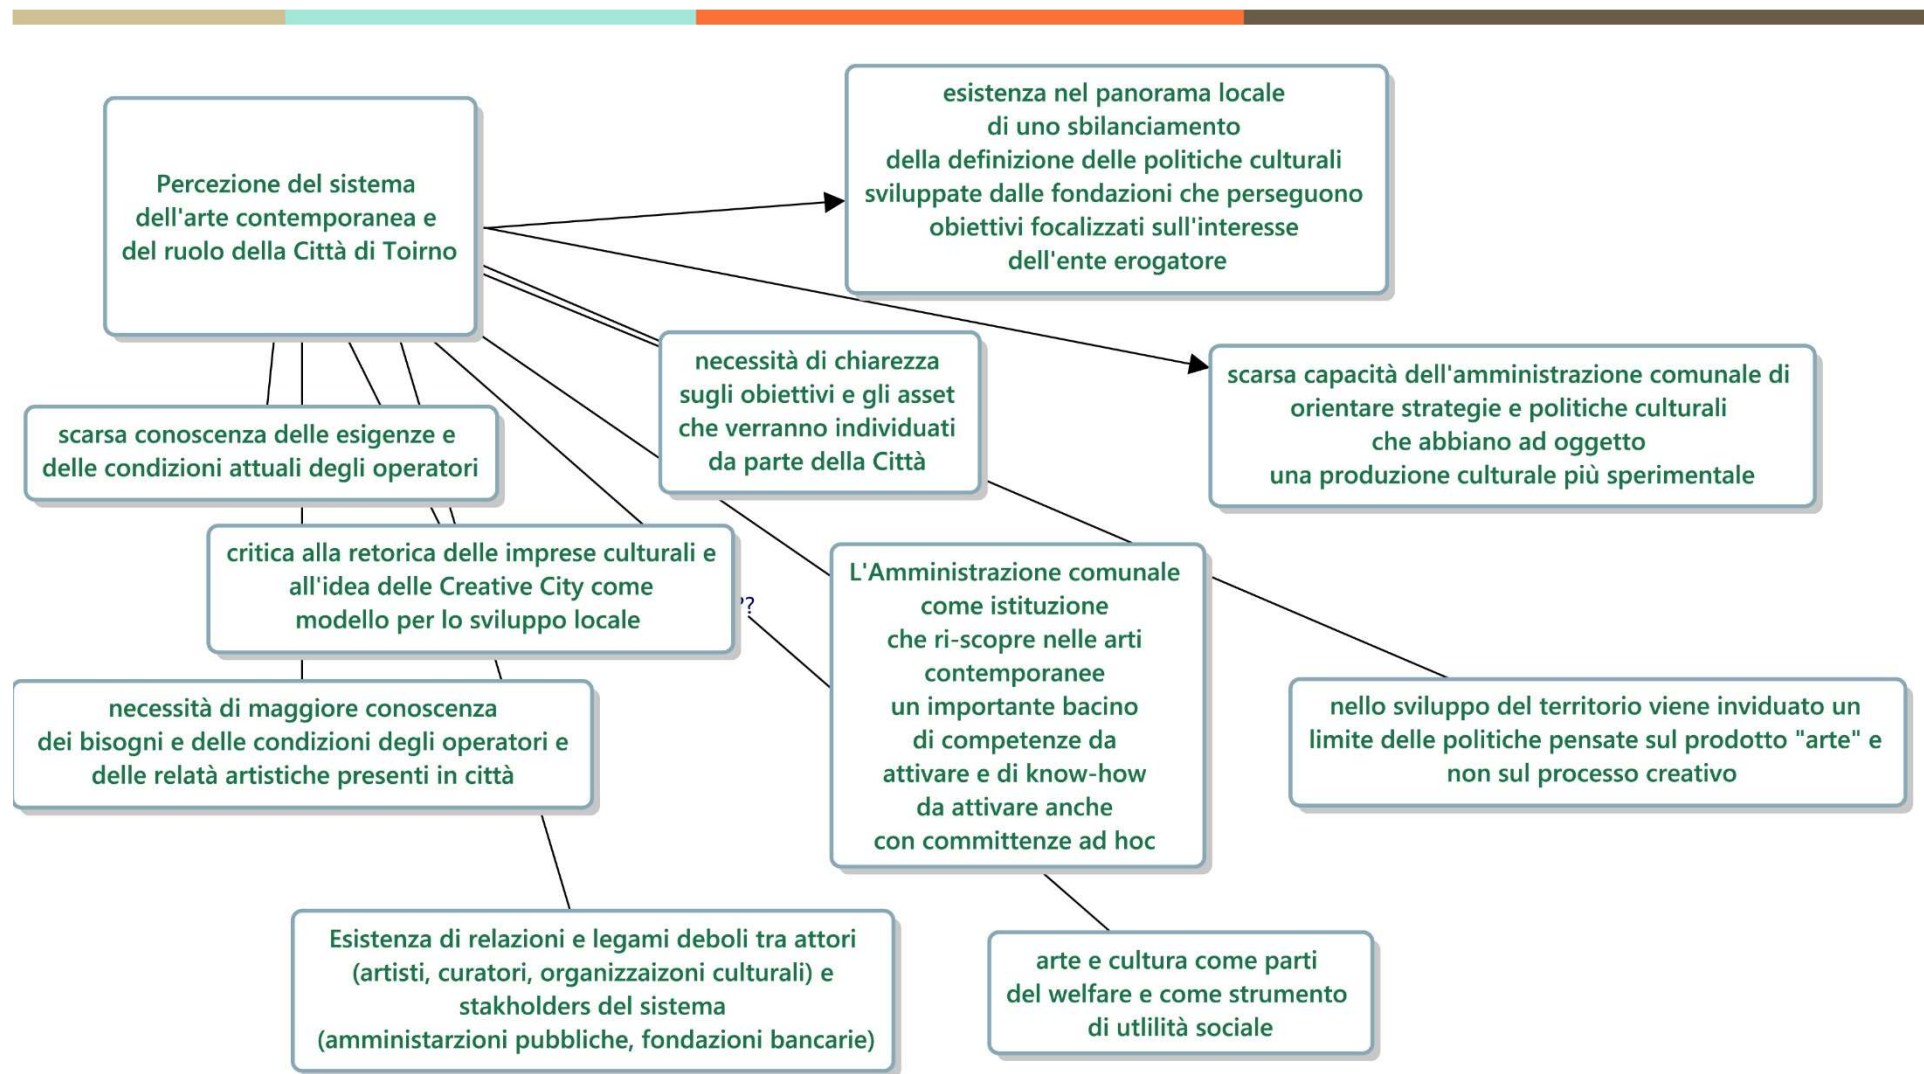 Percezione del sistema
dell'arte contemporanea e
del ruolo della Città di Toirno
esistenza nel panorama locale
di uno sbilanciamento
della definizione delle politiche culturali
sviluppate dalle fondazioni che perseguono
obiettivi focalizzati sull'interesse
dell'ente erogatore
necessità di chiarezza
sugli obiettivi e gli asset
che verranno individuati
da parte della Città
scarsa capacità dell'amministrazione comunale di
orientare strategie e politiche culturali
che abbiano ad oggetto
una produzione culturale più sperimentale
scarsa conoscenza delle esigenze e
delle condizioni attuali degli operatori
critica alla retorica delle imprese culturali e
all'idea delle Creative City come
modello per lo sviluppo locale
??
L'Amministrazione comunale
come istituzione
che ri-scopre nelle arti
contemporanee
un importante bacino
di competenze da
attivare e di know-how
da attivare anche
con committenze ad hoc
necessità di maggiore conoscenza
dei bisogni e delle condizioni degli operatori e
delle relatà artistiche presenti in città
nello sviluppo del territorio viene inviduato un
limite delle politiche pensate sul prodotto "arte" e
non sul processo creativo
Esistenza di relazioni e legami deboli tra attori
(artisti, curatori, organizzaizoni culturali) e
stakholders del sistema
(amministarzioni pubbliche, fondazioni bancarie)
arte e cultura come parti
del welfare e come strumento
di utlilità sociale